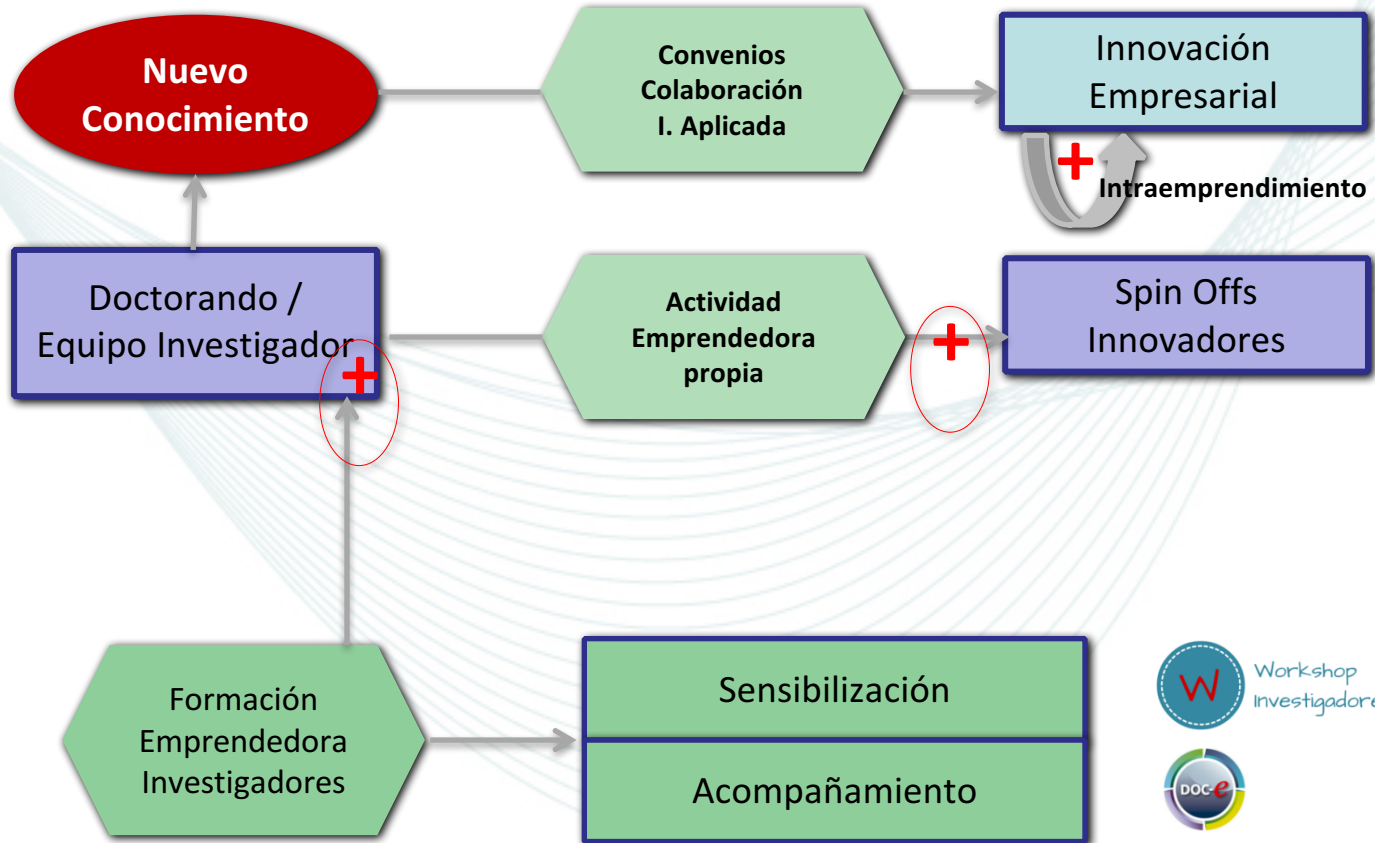 Nuevo
Conocimiento
Convenios
Colaboración
I. Aplicada
Innovación
Empresarial
+
Intraemprendimiento
Doctorando /
Equipo Investigador
+
Actividad
Emprendedora
propia
+
Spin Offs
Innovadores
Formación
Emprendedora
Investigadores
Sensibilización
Acompañamiento
W
Workshop
Investigadore
DOC-e